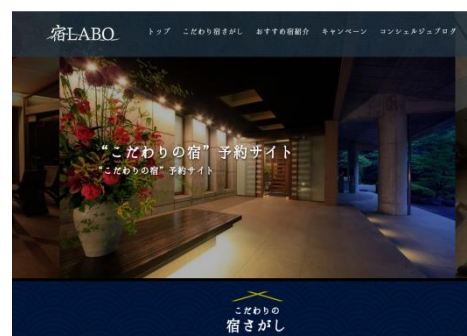 宿LABO
トップ こだわり宿さがし おすすめ宿紹介 キャンペーン コンシェルジュブログ
“こだわりの宿” 予約サイト
“こだわりの宿” 予約サイト
こだわりの
宿さがし